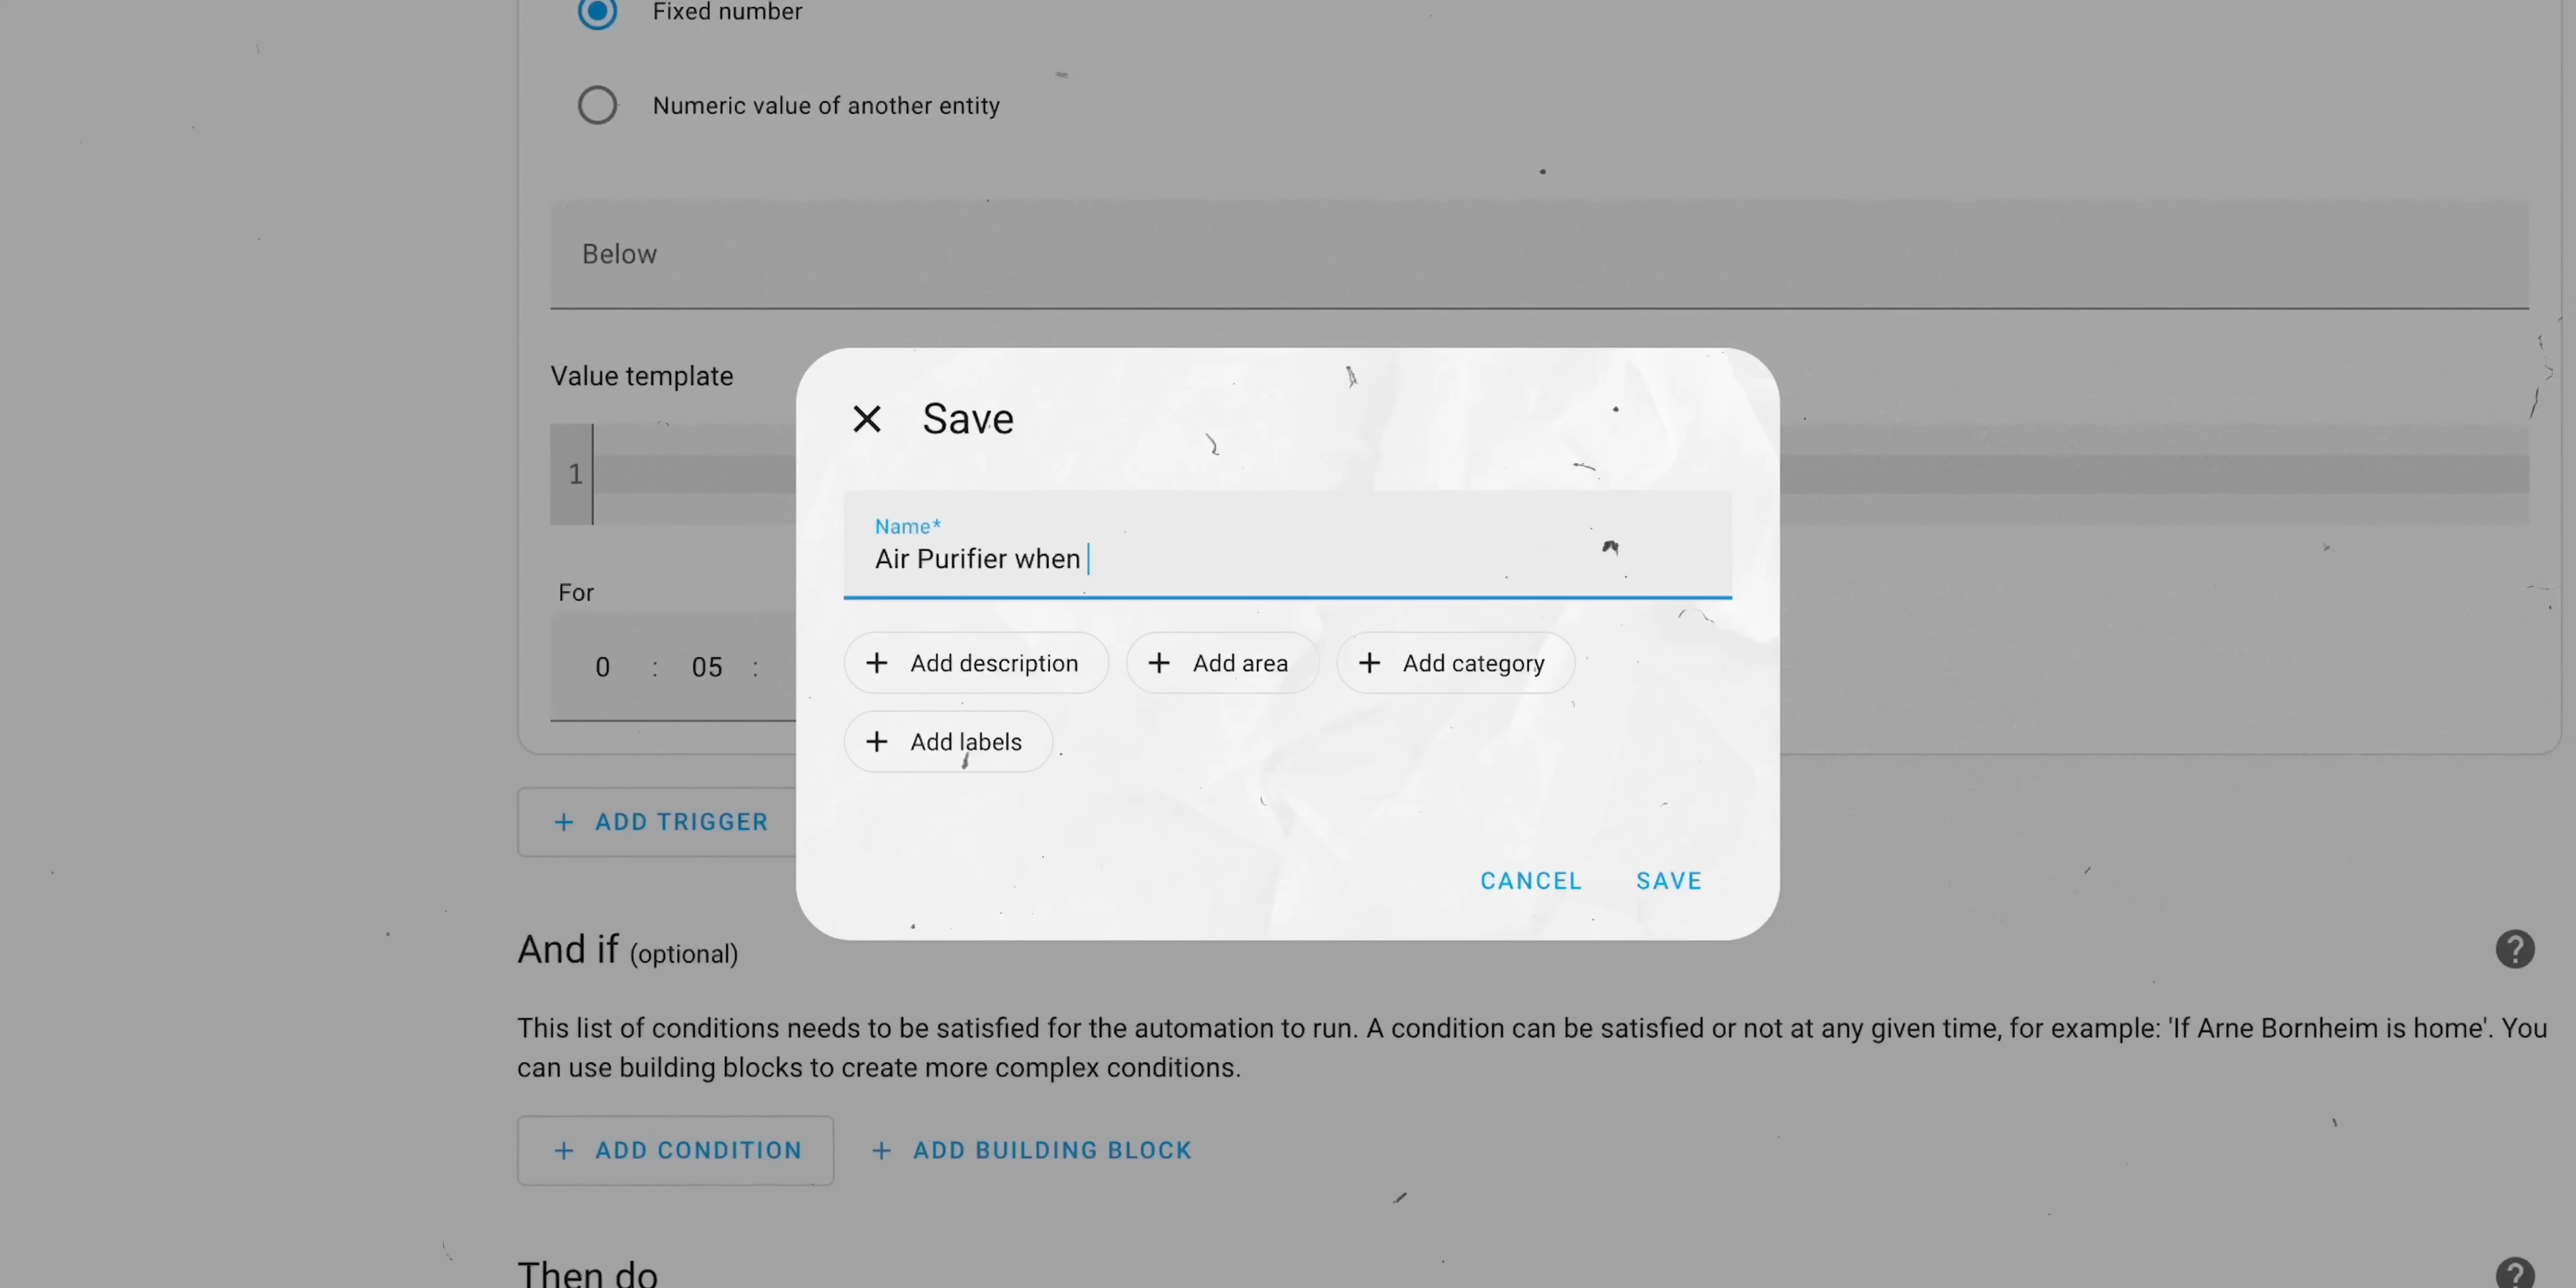 Fixed number
Numeric value of another entity
Below
Value template
1
Save
Name*
Air Purifier when
For
0 : 05 :
+ Add description + Add area + Add category
+ Add labels
+ ADD TRIGGER
CANCEL SAVE
And if (optional)
This list of conditions needs to be satisfied for the automation to run. A condition can be satisfied or not at any given time, for example: 'If Arne Bornheim is home'. You
can use building blocks to create more complex conditions.
+ ADD CONDITION + ADD BUILDING BLOCK
Then do